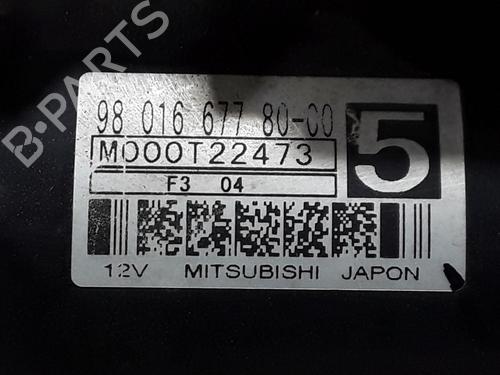 B-PARTS
98 016 677 80-C0
M000T22473
5
F3 04
12V MITSUBISHI JAPON